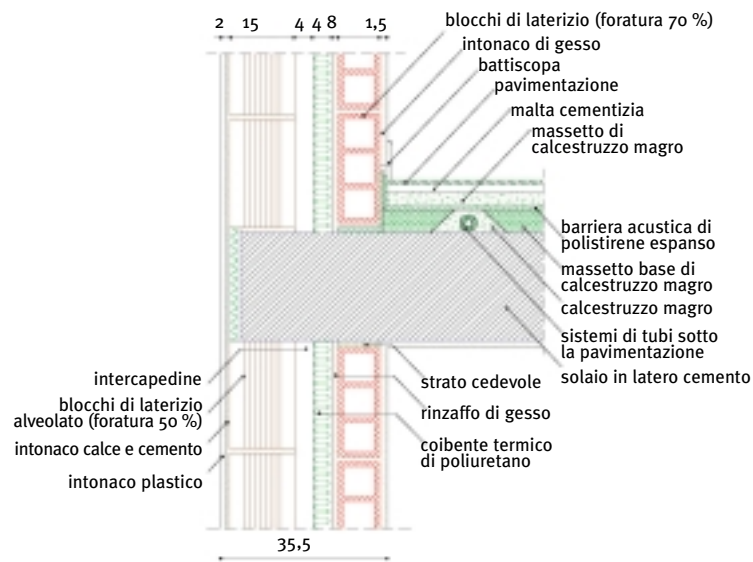 2 15 4 4 8 1,5
blocchi di laterizio (foratura 70 %)
intonaco di gesso
battiscopa
pavimentazione
malta cementizia
massetto di
calcestruzzo magro
barriera acustica di
polistirene espanso
massetto base di
calcestruzzo magro
calcestruzzo magro
sistemi di tubi sotto
la pavimentazione
solaio in latero cemento
intercapedine
blocchi di laterizio
alveolato (foratura 50 %)
intonaco calce e cemento
intonaco plastico
strato cedevole
rinzaffo di gesso
coibente termico
di poliuretano
35,5